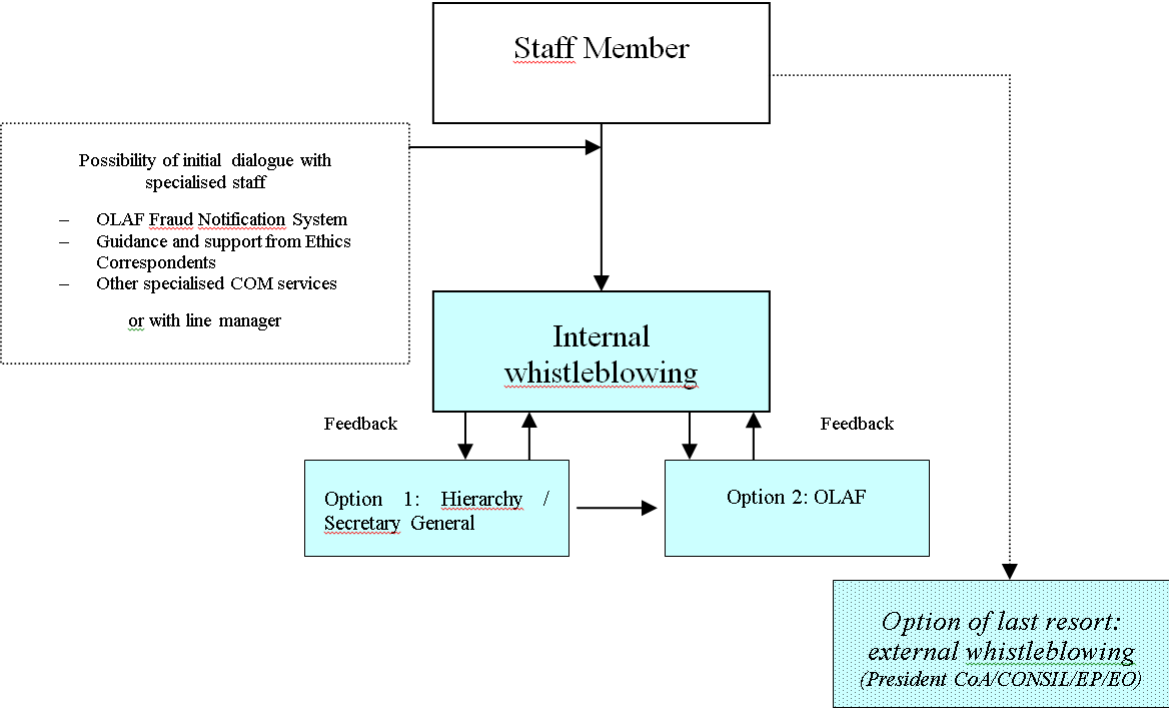 Staff Member
Possibility of initial dialogue with
specialised staff
– OLAF Fraud Notification System
– Guidance and support from Ethics
Correspondents
– Other specialised COM services
or with line manager
Internal
whistleblowing
Feedback
Feedback
Option 1: Hierarchy /
Secretary General
Option 2: OLAF
Option of last resort:
external whistleblowing
(President CoA/CONSIL/EP/EO)